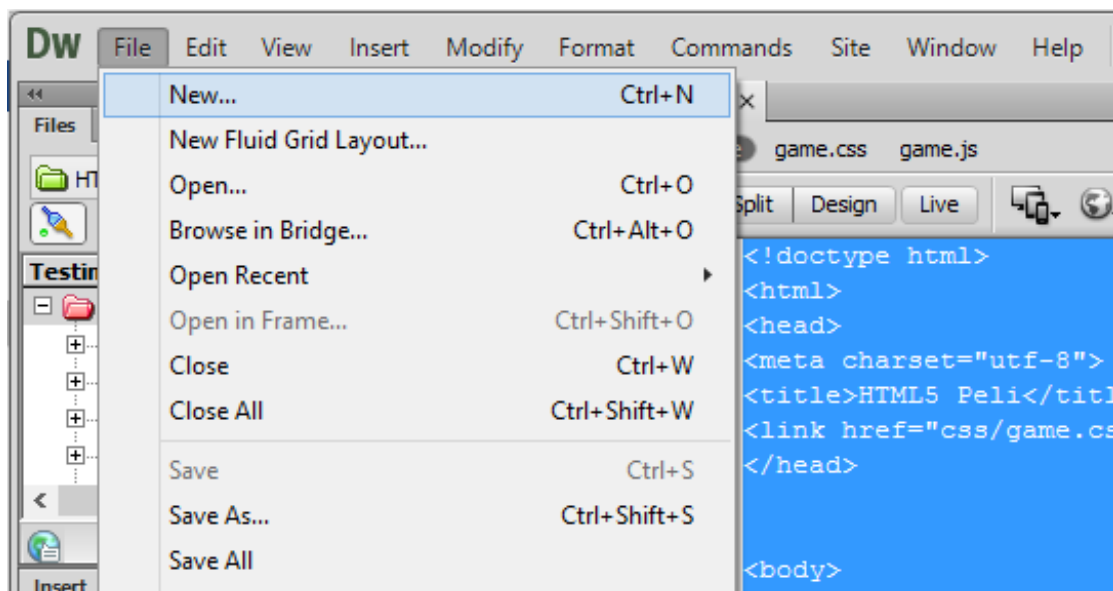 Dw File Edit View Insert Modify Format Commands Site Window Help
New... Ctrl+N
New Fluid Grid Layout...
Open... Ctrl+O
Browse in Bridge... Ctrl+Alt+O
Open Recent
Open in Frame... Ctrl+Shift+O
Close Ctrl+W
Close All Ctrl+Shift+W
Save Ctrl+S
Save As... Ctrl+Shift+S
Save All
Files
Testin
Insert
game.css game.js
Split Design Live
<!doctype html>
<html>
<head>
<meta charset="utf-8">
<title>HTML5 Peli</titl
<link href="css/game.cs
</head>
<body>